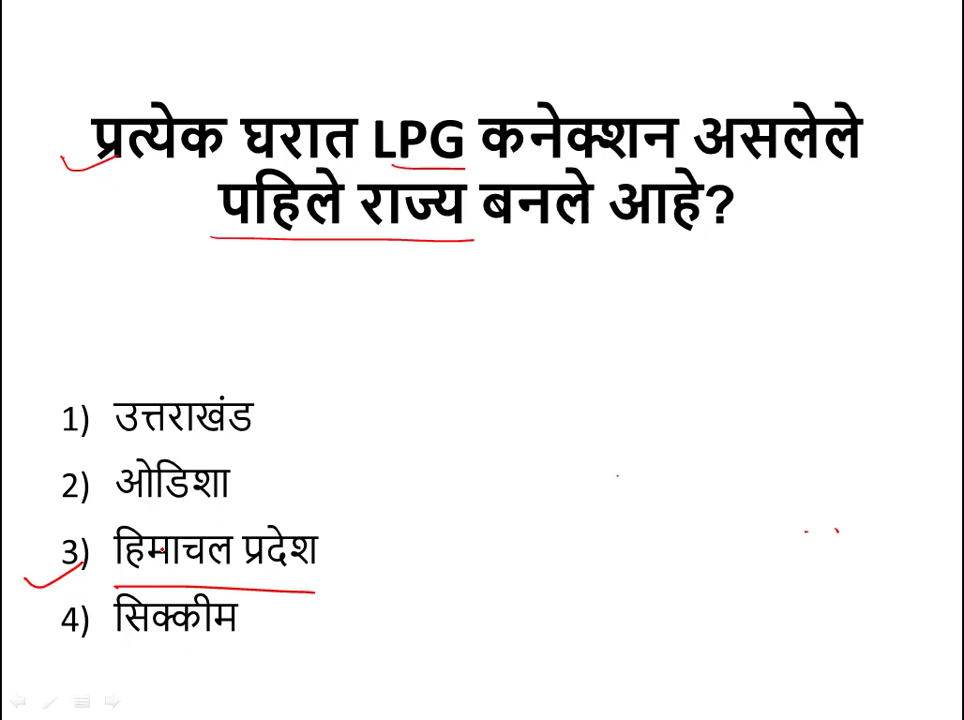 प्रत्येक घरात LPG कनेक्शन असलेले
पहिले राज्य बनले आहे?
1) उत्तराखंड
2) ओडिशा
3) हिमाचल प्रदेश
4) सिक्कीम